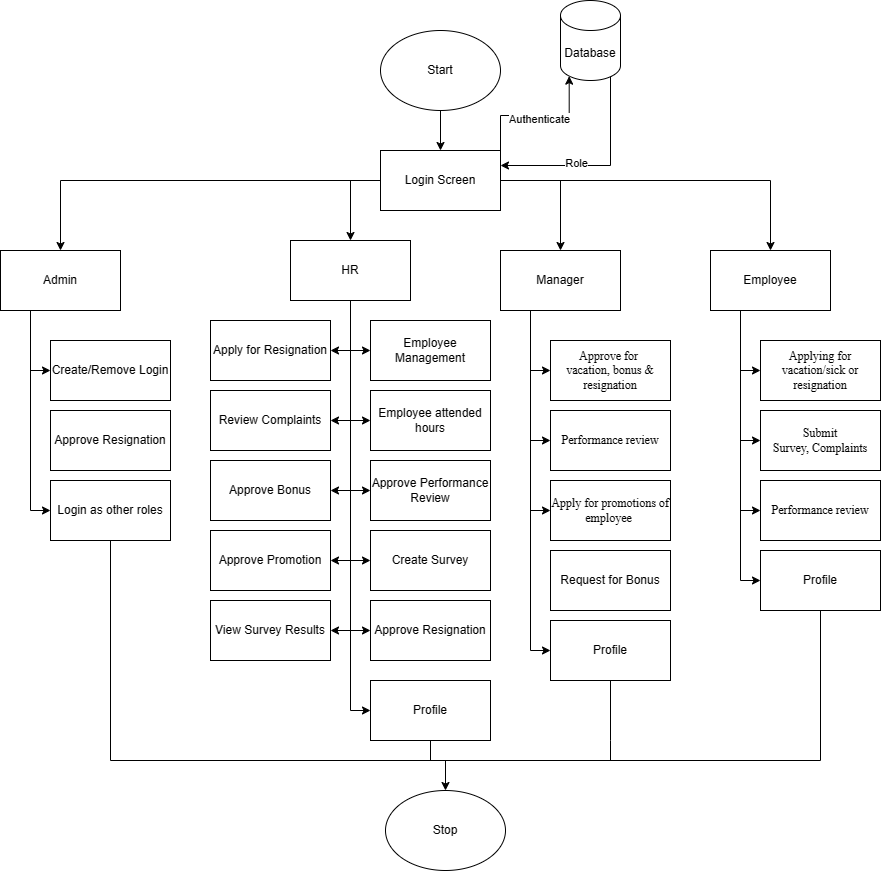 Start
Database
Authenticate
Role
Login Screen
Admin
HR
Manager
Employee
Create/Remove Login
Approve Resignation
Login as other roles
Apply for Resignation
Employee
Management
Review Complaints
Employee attended
hours
Approve Bonus
Approve Performance
Review
Approve Promotion
Create Survey
View Survey Results
Approve Resignation
Profile
Approve for
vacation, bonus &
resignation
Performance review
Apply for promotions of
employee
Request for Bonus
Profile
Applying for
vacation/sick or
resignation
Submit
Survey, Complaints
Performance review
Profile
Stop